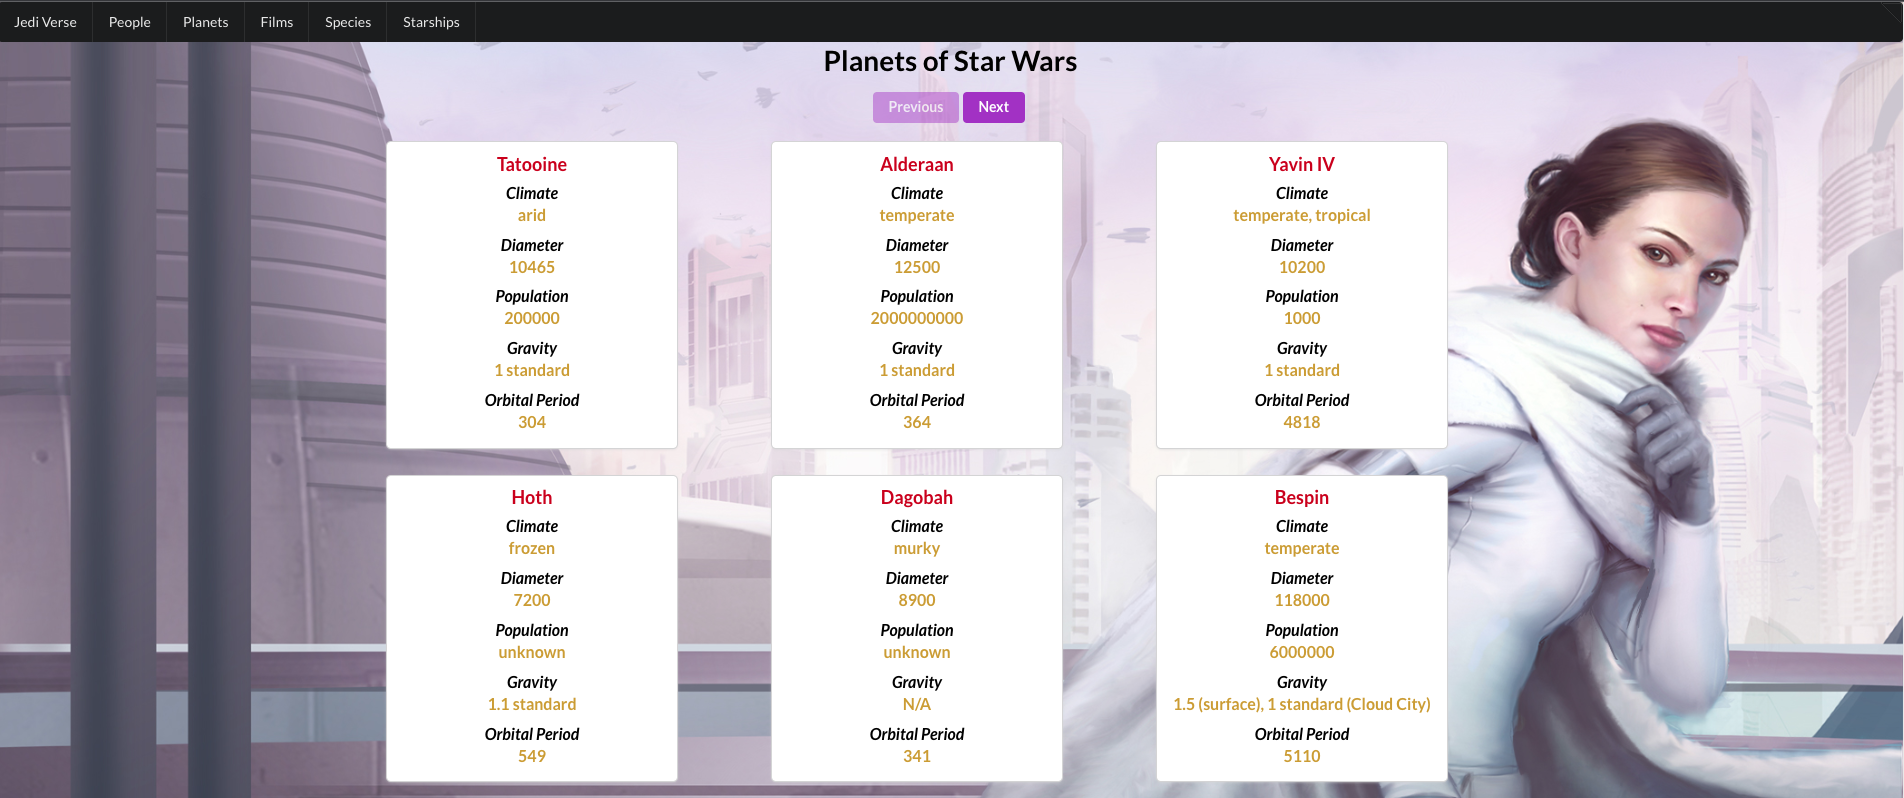 Jedi Verse People Planets Films Species Starships
Planets of Star Wars
Previous Next
Tatooine
Climate
arid
Diameter
10465
Population
200000
Gravity
1 standard
Orbital Period
304
Alderaan
Climate
temperate
Diameter
12500
Population
2000000000
Gravity
1 standard
Orbital Period
364
Yavin IV
Climate
temperate, tropical
Diameter
10200
Population
1000
Gravity
1 standard
Orbital Period
4818
Hoth
Climate
frozen
Diameter
7200
Population
unknown
Gravity
1.1 standard
Orbital Period
549
Dagobah
Climate
murky
Diameter
8900
Population
unknown
Gravity
N/A
Orbital Period
341
Bespin
Climate
temperate
Diameter
118000
Population
6000000
Gravity
1.5 (surface), 1 standard (Cloud City)
Orbital Period
5110